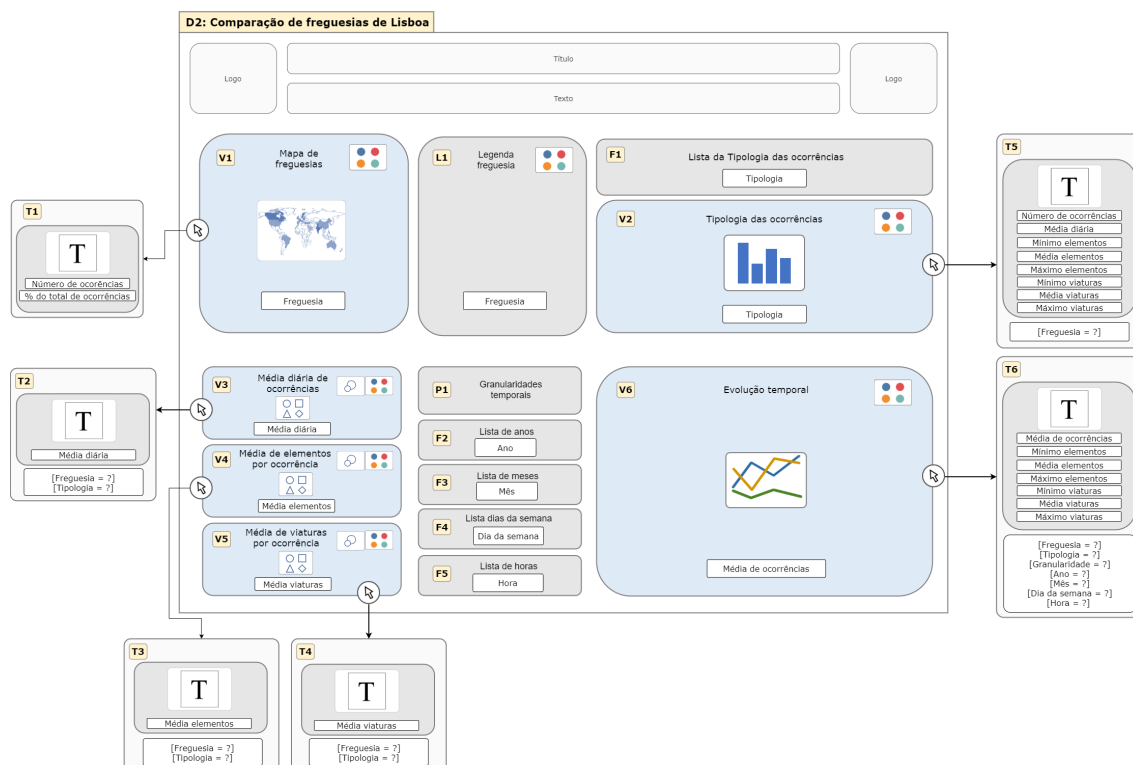 D2: Comparação de freguesias de Lisboa
Logo
Título
Texto
Logo
V1
Mapa de
freguesias
Freguesia
L1
Legenda
freguesia
Freguesia
F1
Lista da Tipologia das ocorrências
Tipologia
V2
Tipologia das ocorrências
Tipologia
T5
T
Número de ocorrências
Média diária
Mínimo elementos
Média elementos
Máximo elementos
Mínimo viaturas
Média viaturas
Máximo viaturas
[Freguesia = ?]
T1
T
Número de ocorências
% do total de ocorrências
T2
T
Média diária
[Freguesia = ?]
[Tipologia = ?]
V3
Média diária de
ocorrências
Média diária
V4
Média de elementos
por ocorrência
Média elementos
V5
Média de viaturas
por ocorrência
Média viaturas
P1
Granularidades
temporais
F2
Lista de anos
Ano
F3
Lista de meses
Mês
F4
Lista dias da semana
Dia da semana
F5
Lista de horas
Hora
V6
Evolução temporal
Média de ocorrências
T6
T
Média de ocorrências
Mínimo elementos
Média elementos
Máximo elementos
Mínimo viaturas
Média viaturas
Máximo viaturas
[Freguesia = ?]
[Tipologia = ?]
[Granularidade = ?]
[Ano = ?]
[Mês = ?]
[Dia da semana = ?]
[Hora = ?]
T3
T
Média elementos
[Freguesia = ?]
[Tipologia = ?]
T4
T
Média viaturas
[Freguesia = ?]
[Tipologia = ?]